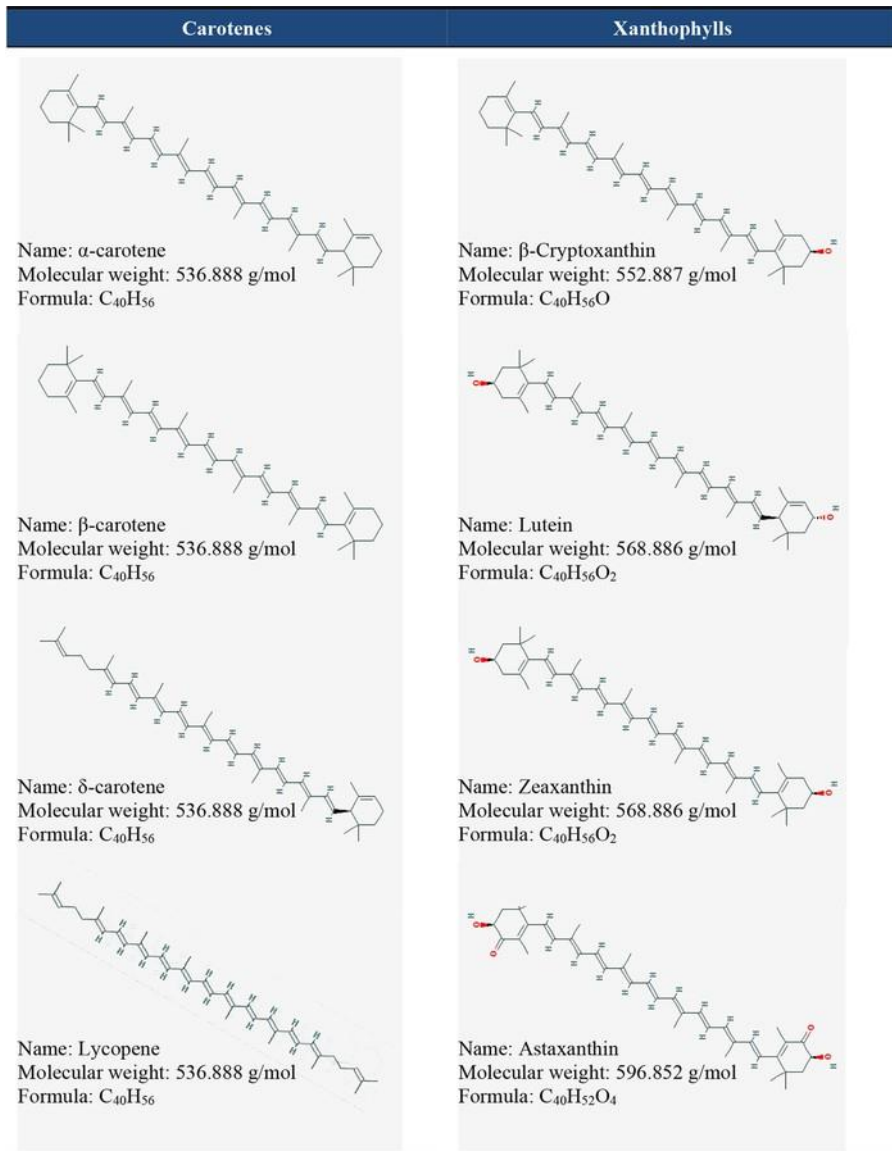 Carotenes
Xanthophylls
Name: α-carotene
Molecular weight: 536.888 g/mol
Formula: C₄₀H₅₆
Name: β-Cryptoxanthin
Molecular weight: 552.887 g/mol
Formula: C₄₀H₅₆O
Name: β-carotene
Molecular weight: 536.888 g/mol
Formula: C₄₀H₅₆
Name: Lutein
Molecular weight: 568.886 g/mol
Formula: C₄₀H₅₆O₂
Name: δ-carotene
Molecular weight: 536.888 g/mol
Formula: C₄₀H₅₆
Name: Zeaxanthin
Molecular weight: 568.886 g/mol
Formula: C₄₀H₅₆O₂
Name: Lycopene
Molecular weight: 536.888 g/mol
Formula: C₄₀H₅₆
Name: Astaxanthin
Molecular weight: 596.852 g/mol
Formula: C₄₀H₅₂O₄